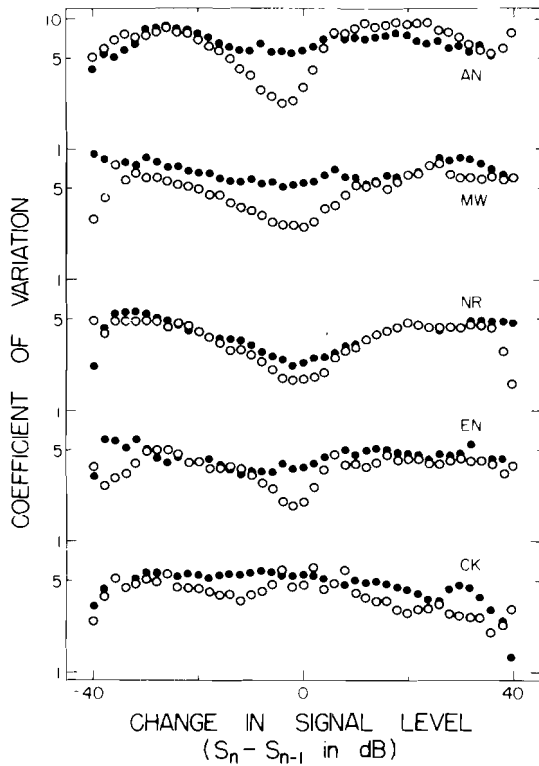 10
5
AN
1
5
MW
1
5
NR
1
5
EN
1
5
CK
1
-40
0
40
COEFFICIENT OF VARIATION
CHANGE IN SIGNAL LEVEL
(Sn - Sn-1 in dB)